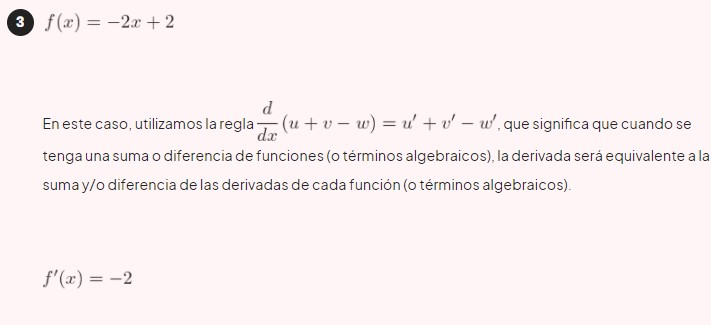 3 f(x) = −2x + 2
En este caso, utilizamos la regla d/dx (u + v − w) = u′ + v′ − w′, que significa que cuando se
tenga una suma o diferencia de funciones (o términos algebraicos), la derivada será equivalente a la
suma y/o diferencia de las derivadas de cada función (o términos algebraicos).
f′(x) = −2